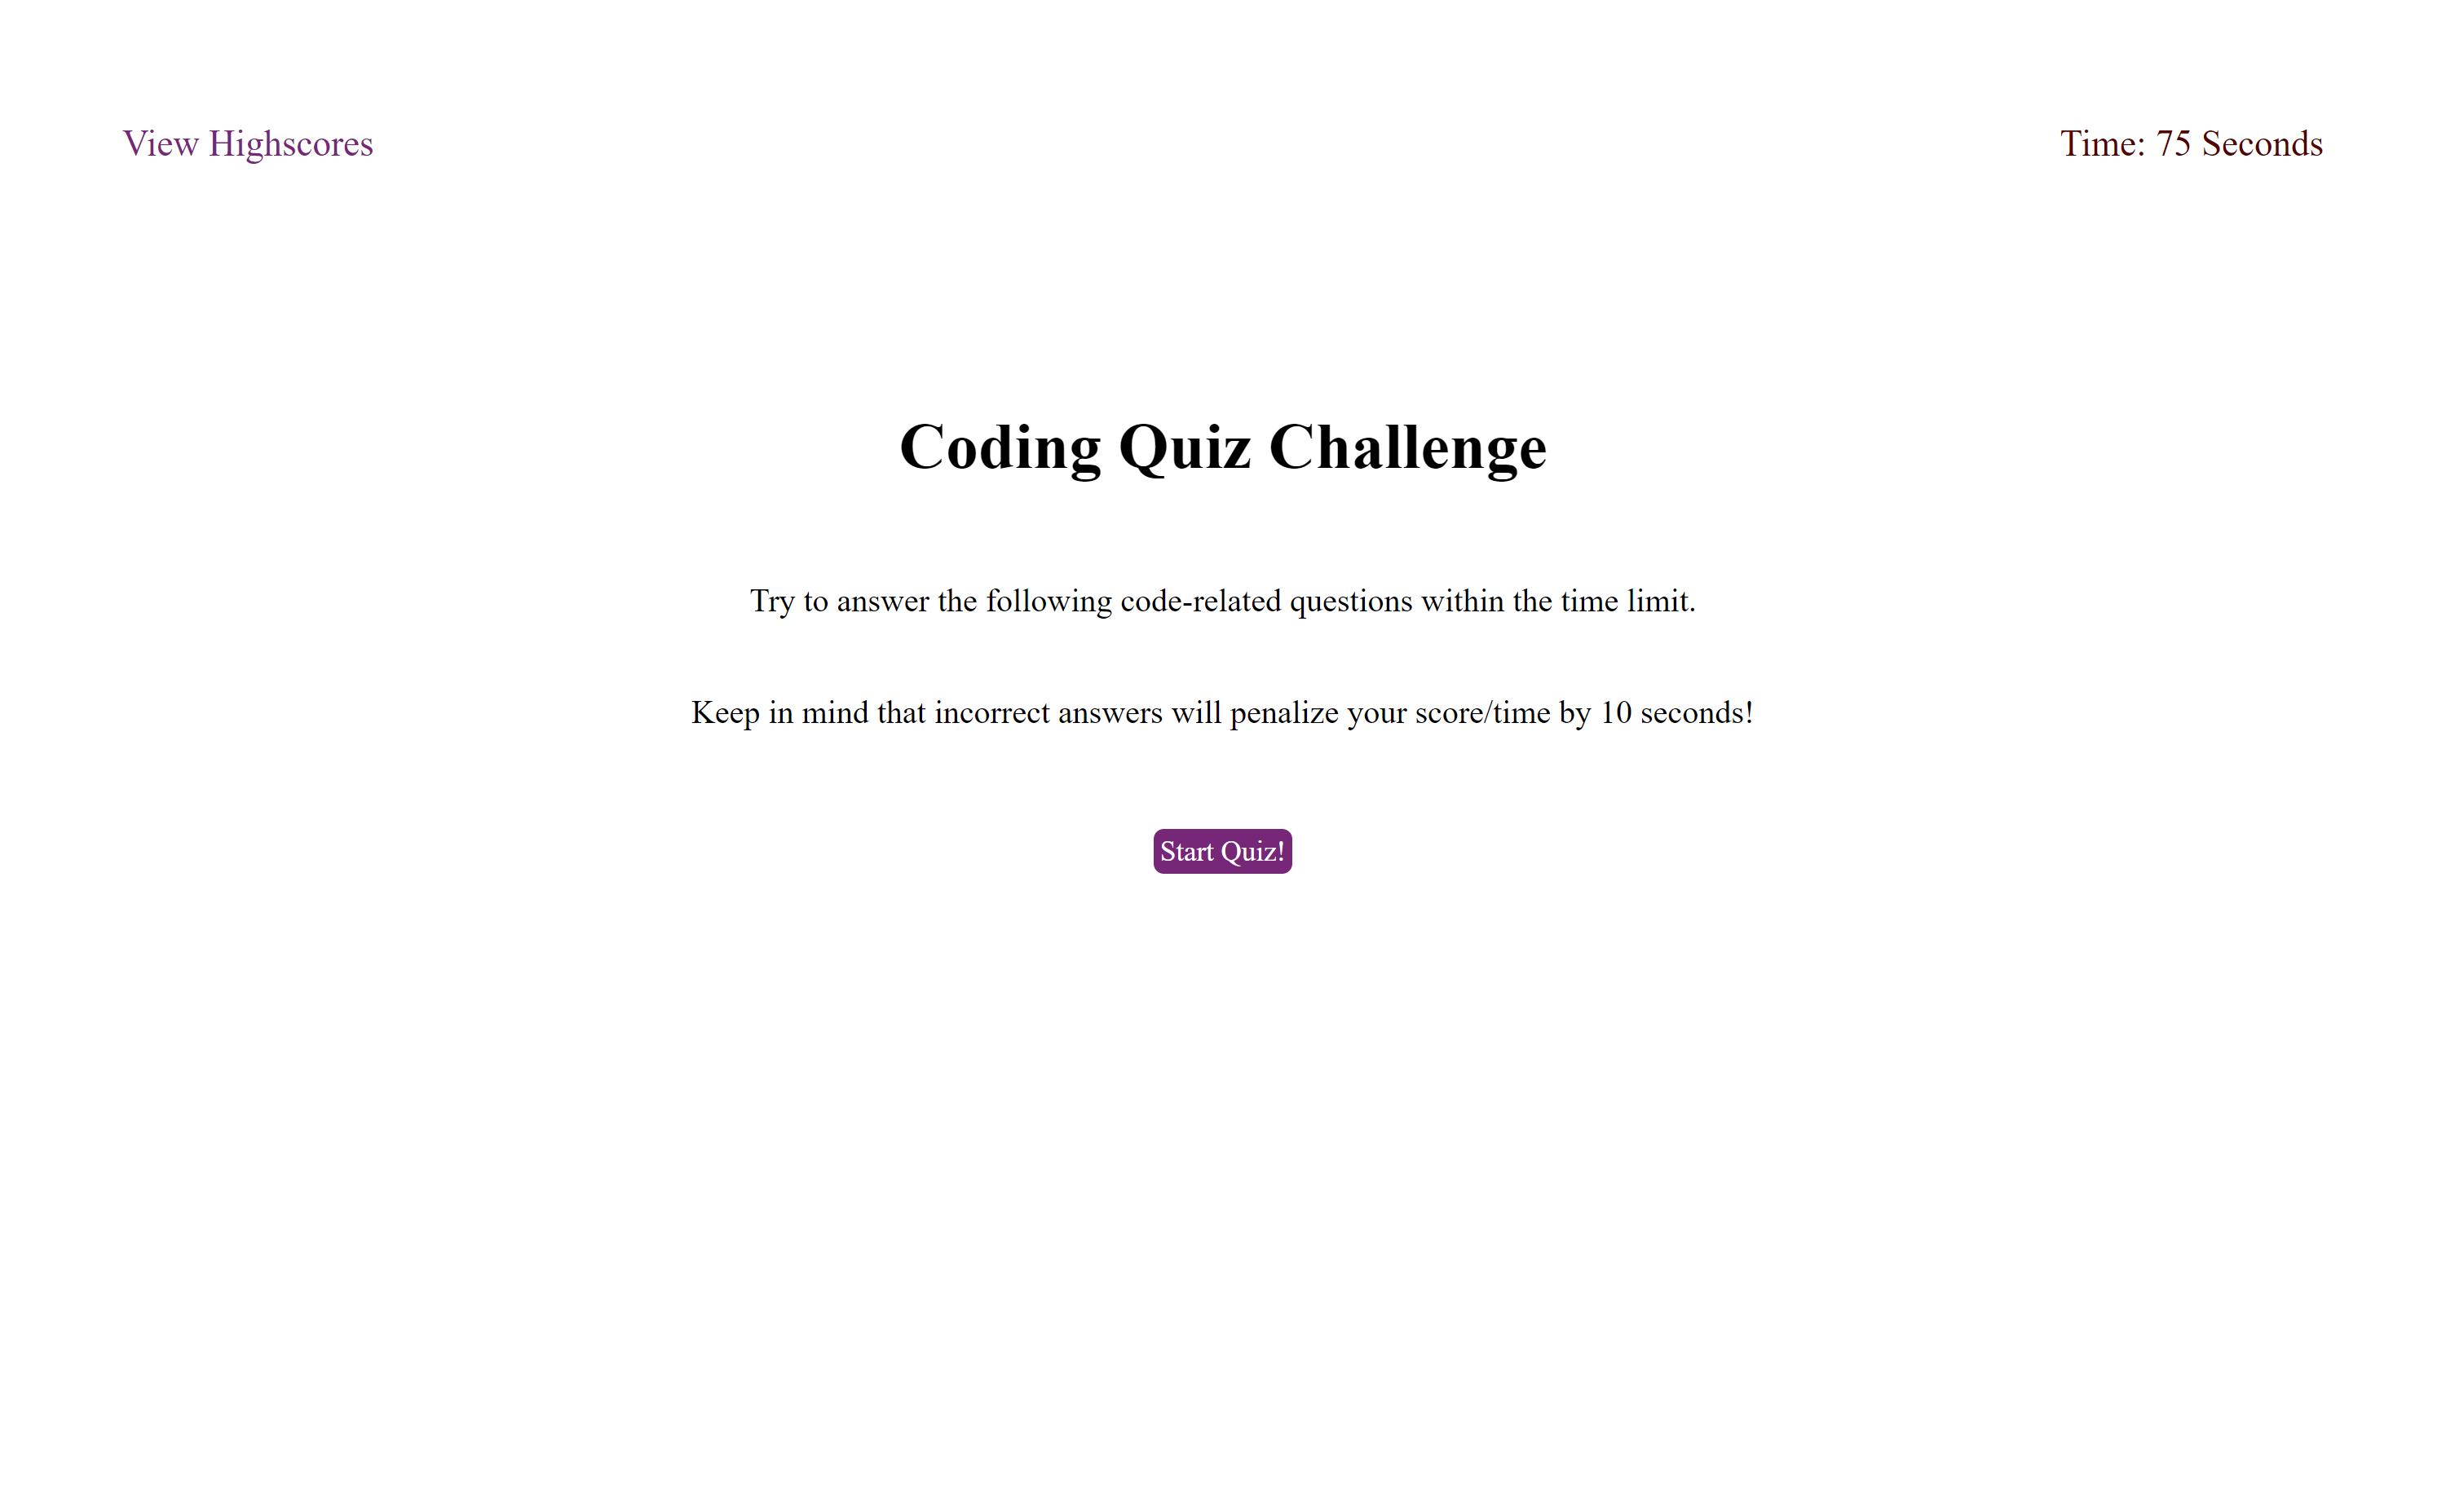 View Highscores
Time: 75 Seconds
Coding Quiz Challenge
Try to answer the following code-related questions within the time limit.
Keep in mind that incorrect answers will penalize your score/time by 10 seconds!
Start Quiz!